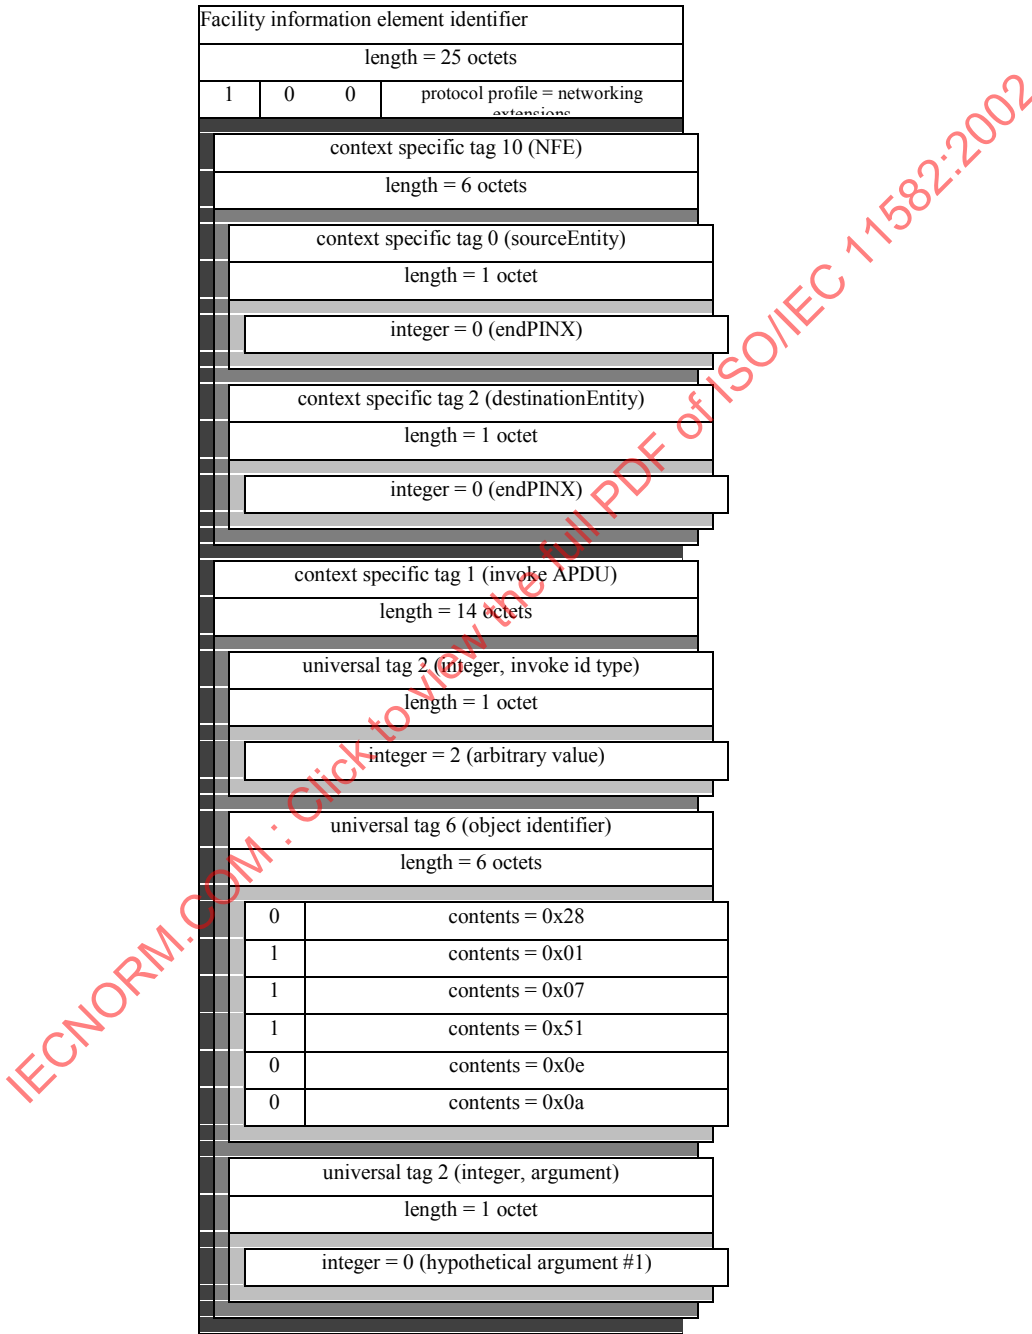 Facility information element identifier
length = 25 octets
1 0 0 protocol profile = networking
extensions
context specific tag 10 (NFE)
length = 6 octets
context specific tag 0 (sourceEntity)
length = 1 octet
integer = 0 (endPINX)
context specific tag 2 (destinationEntity)
length = 1 octet
integer = 0 (endPINX)
context specific tag 1 (invoke APDU)
length = 14 octets
universal tag 2 (integer, invoke id type)
length = 1 octet
integer = 2 (arbitrary value)
universal tag 6 (object identifier)
length = 6 octets
0 contents = 0x28
1 contents = 0x01
1 contents = 0x07
1 contents = 0x51
0 contents = 0x0e
0 contents = 0x0a
universal tag 2 (integer, argument)
length = 1 octet
integer = 0 (hypothetical argument #1)
IECNORM.COM : Click to view the full PDF of ISO/IEC 11582:2002